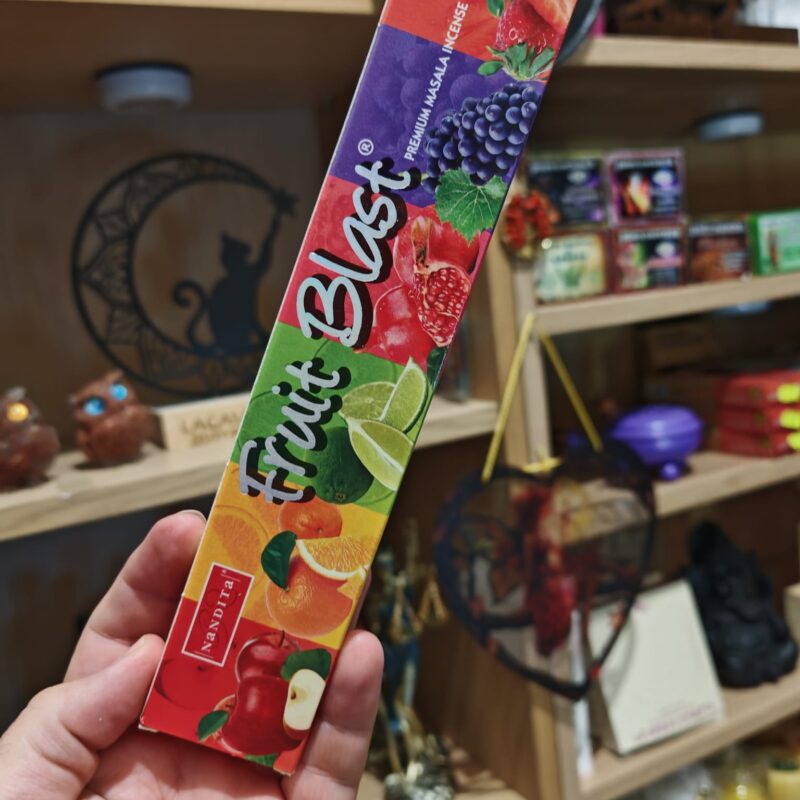 PREMIUM MASALA INCENSE
Fruit Blast®
NANDITA